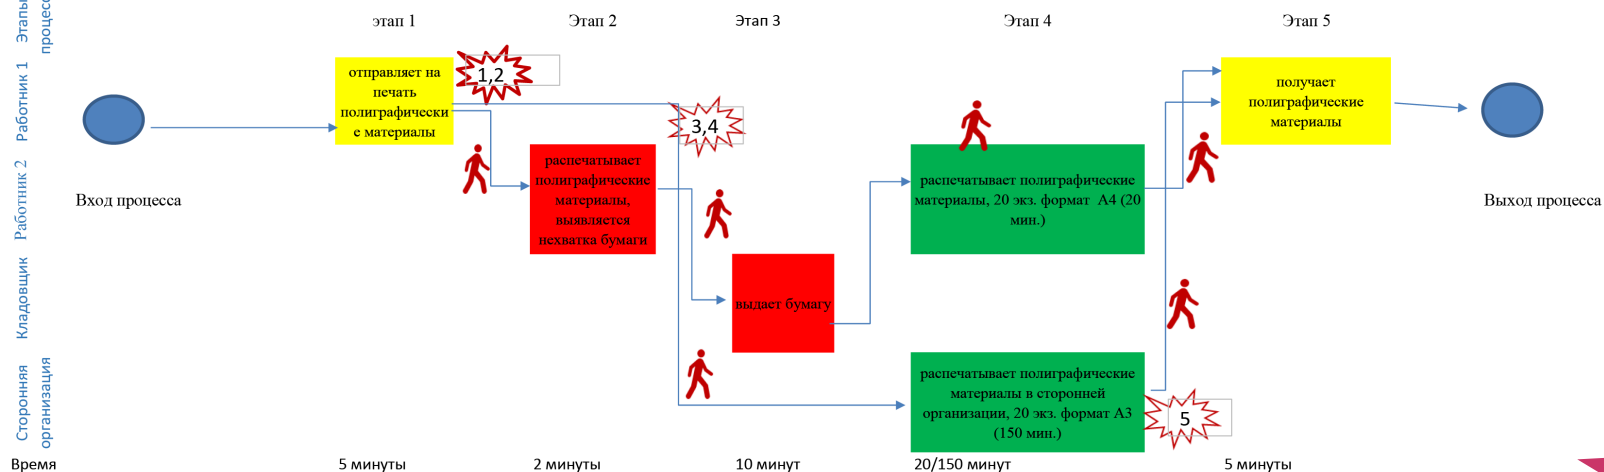 Этапы
процесс
этап 1
Этап 2
Этап 3
Этап 4
Этап 5
Работник 1
отправляет на
печать
полиграфически
е материалы
1,2
3,4
получает
полиграфические
материалы
Вход процесса
Выход процесса
Работник 2
распечатывает
полиграфические
материалы,
выявляется
нехватка бумаги
распечатывает полиграфические
материалы, 20 экз. формат А4 (20
мин.)
Кладовщик
выдает бумагу
Сторонняя
организация
распечатывает полиграфические
материалы в сторонней
организации, 20 экз. формат А3
(150 мин.)
5
Время
5 минуты
2 минуты
10 минут
20/150 минут
5 минуты